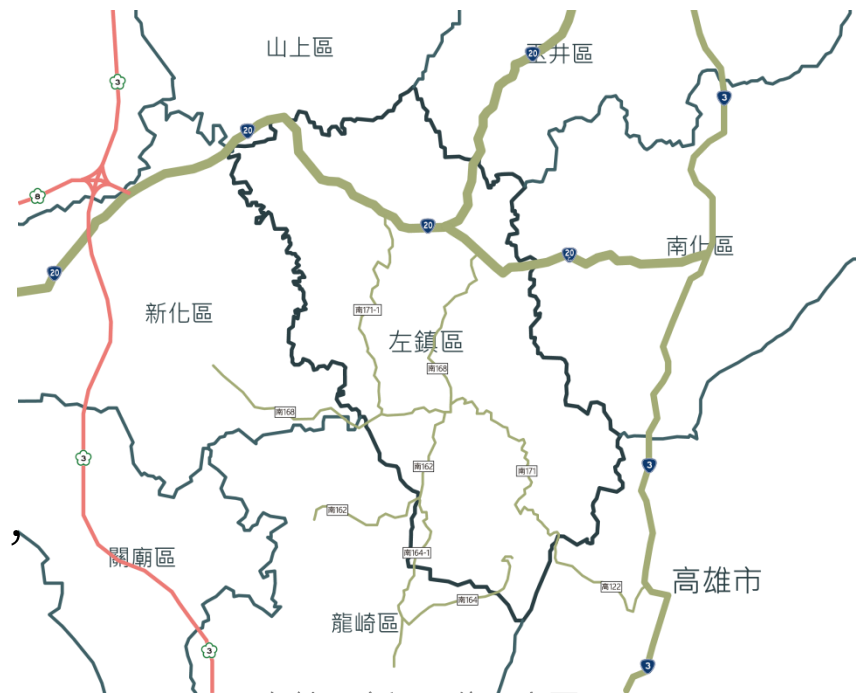 山上區
20
玉井區
3
3
20
8
20
20
南化區
20
新化區
南171-1
左鎮區
南168
南168
3
南162
南171
3
南162
,
南164-1
關廟區
南122
高雄市
南164
龍崎區
3
3